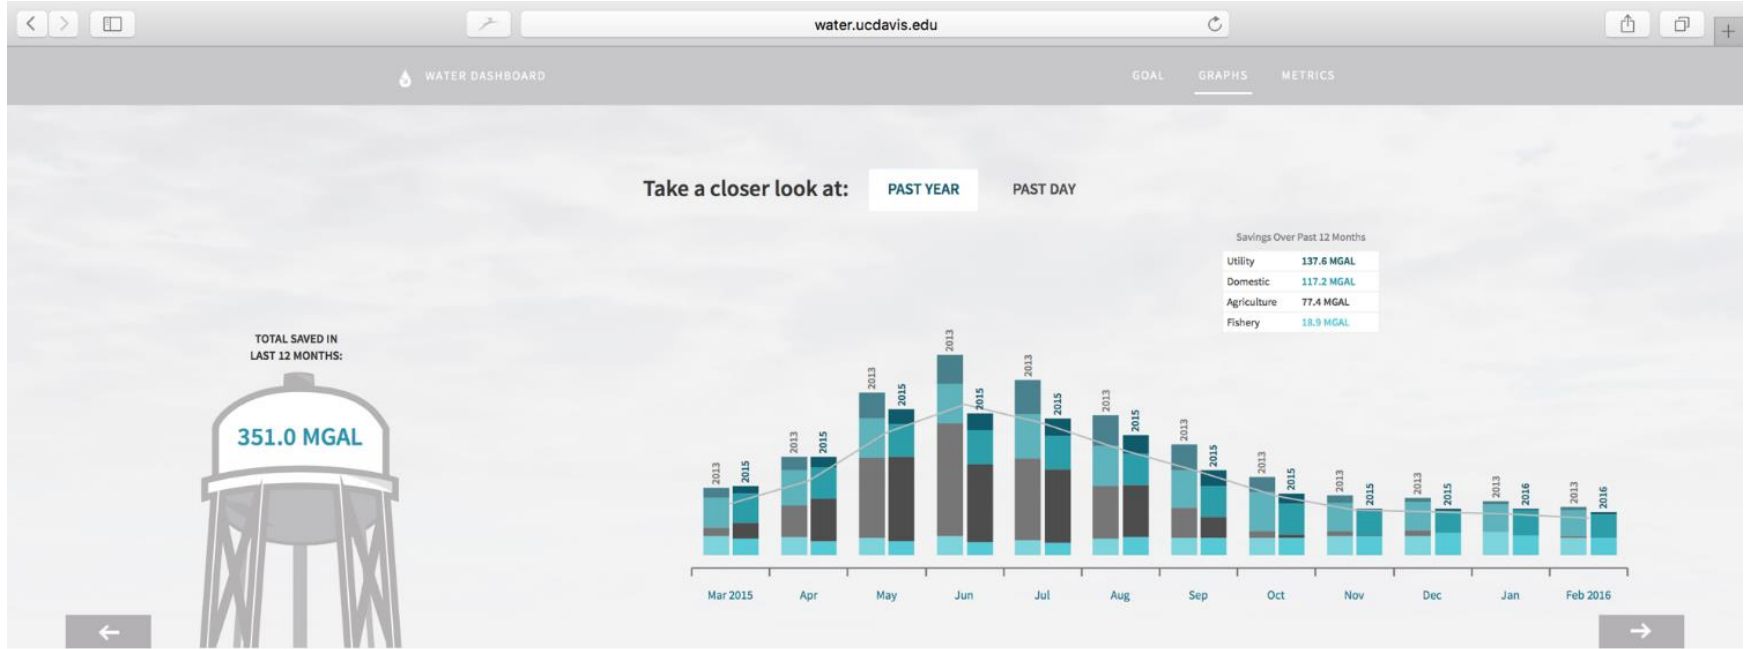 water.ucdavis.edu
WATER DASHBOARD
GOAL GRAPHS METRICS
Take a closer look at: PAST YEAR PAST DAY
Savings Over Past 12 Months
Utility 137.6 MGAL
Domestic 117.2 MGAL
Agriculture 77.4 MGAL
Fishery 18.9 MGAL
TOTAL SAVED IN
LAST 12 MONTHS:
351.0 MGAL
2013 2015 2013 2015 2013 2015 2013 2015 2013 2015 2013 2015 2013 2015 2013 2015 2013 2015 2013 2015 2013 2016 2013 2016
Mar 2015 Apr May Jun Jul Aug Sep Oct Nov Dec Jan Feb 2016